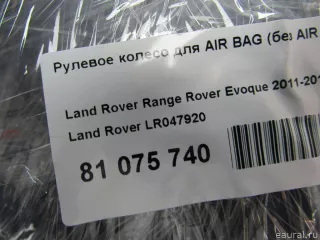 Рулевое колесо для AIR BAG (без AIR
Land Rover Range Rover Evoque 2011-201
Land Rover LR047920
81 075 740
eaural.ru